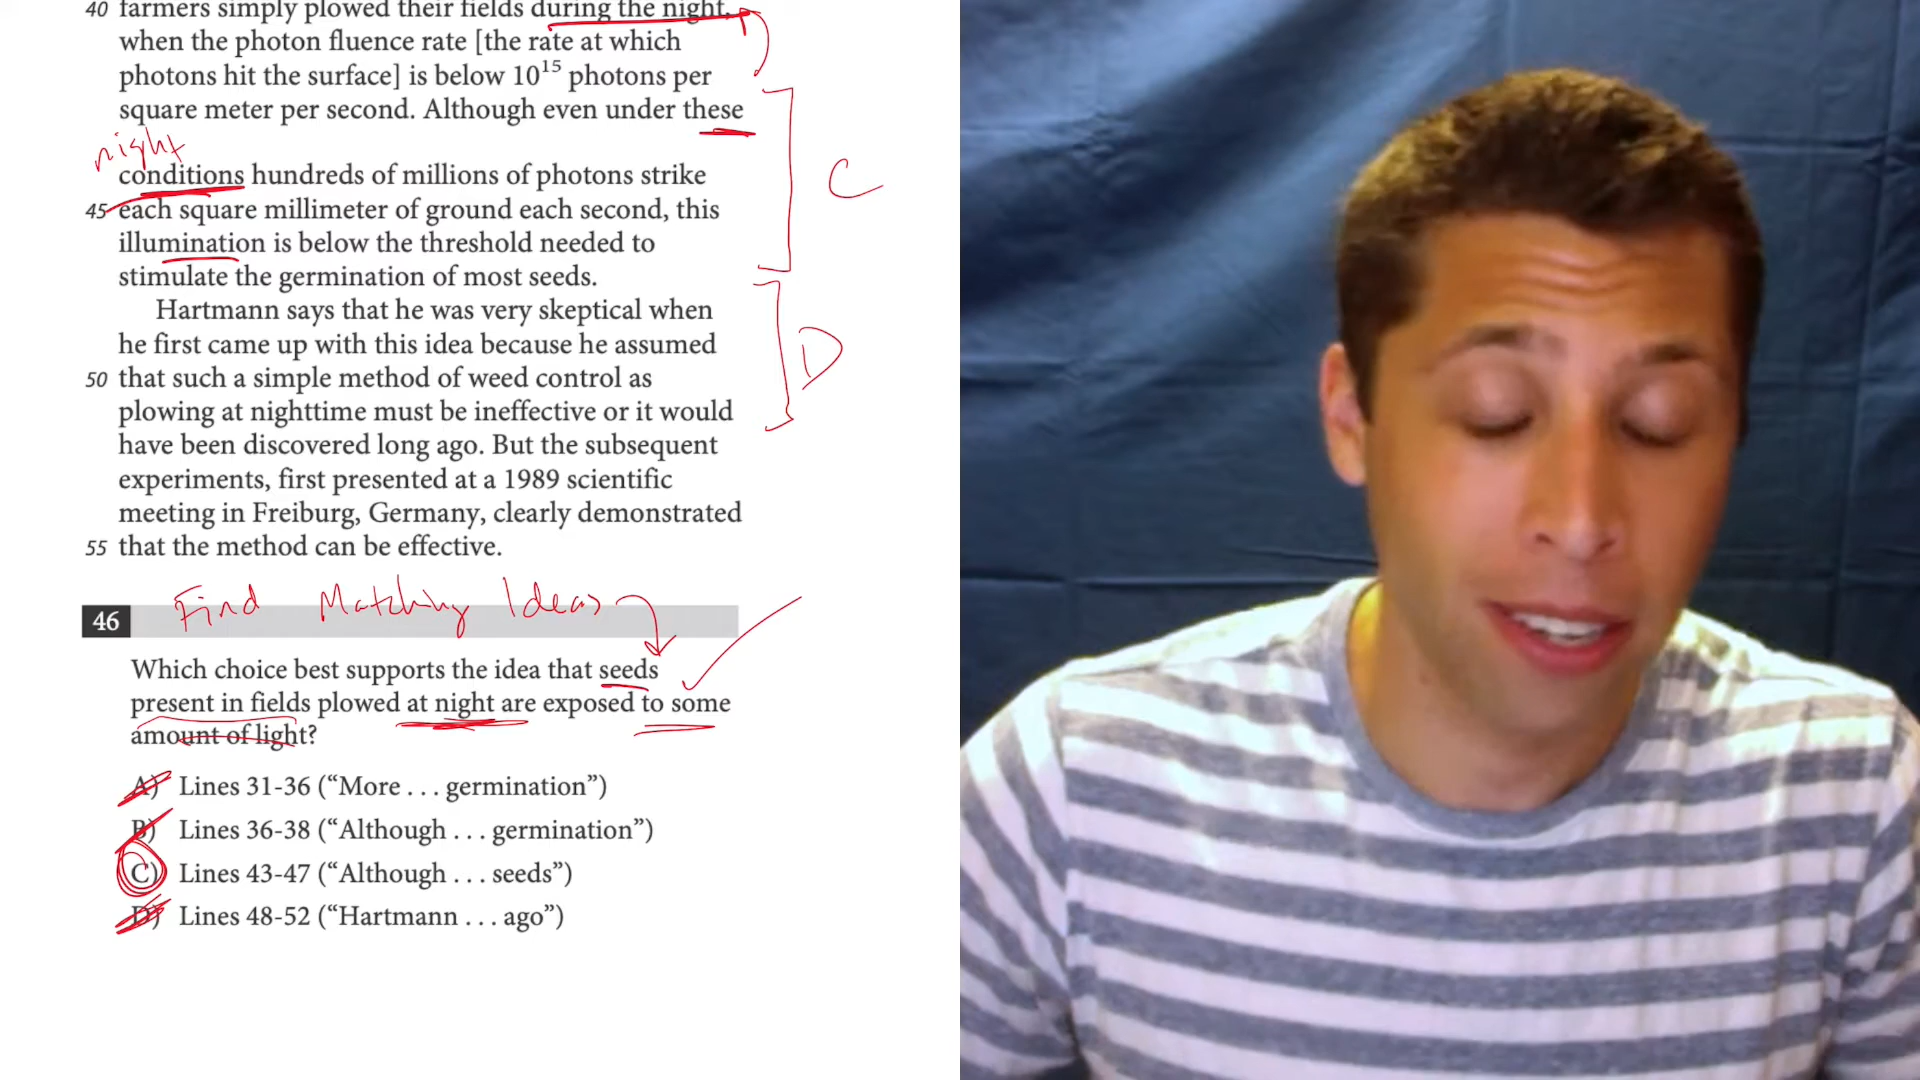 40 farmers simply plowed their fields during the night,
when the photon fluence rate [the rate at which
photons hit the surface] is below 10¹⁵ photons per
square meter per second. Although even under these
night
conditions hundreds of millions of photons strike
45 each square millimeter of ground each second, this
illumination is below the threshold needed to
stimulate the germination of most seeds.
C
Hartmann says that he was very skeptical when
he first came up with this idea because he assumed
50 that such a simple method of weed control as
plowing at nighttime must be ineffective or it would
have been discovered long ago. But the subsequent
experiments, first presented at a 1989 scientific
meeting in Freiburg, Germany, clearly demonstrated
55 that the method can be effective.
D
Find Matching Ideas
46
Which choice best supports the idea that seeds
present in fields plowed at night are exposed to some
amount of light?
A) Lines 31-36 (“More . . . germination”)
B) Lines 36-38 (“Although . . . germination”)
C) Lines 43-47 (“Although . . . seeds”)
D) Lines 48-52 (“Hartmann . . . ago”)